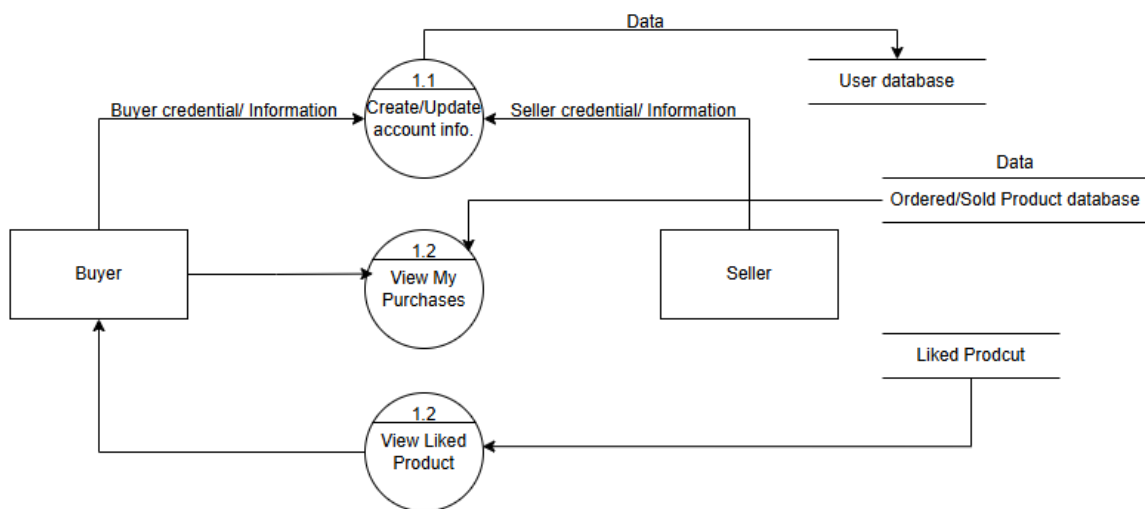 Data
1.1
Create/Update
account info.
User database
Buyer credential/ Information
Seller credential/ Information
Data
Ordered/Sold Product database
1.2
View My
Purchases
Buyer
Seller
Liked Prodcut
1.2
View Liked
Product